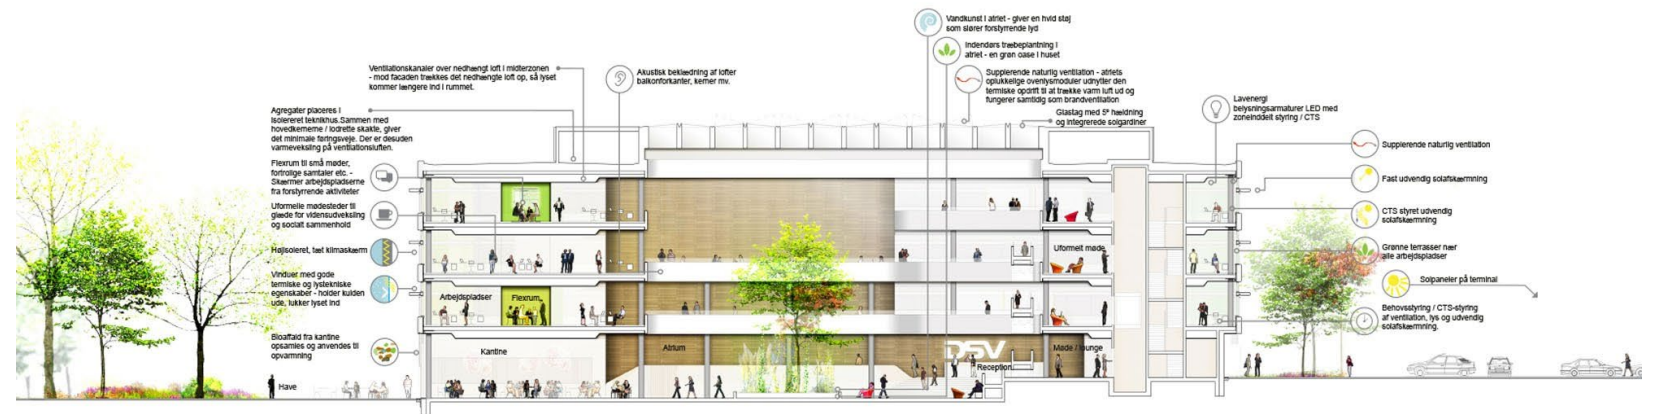 Vandkunst i atriet - giver en hvid støj
som slører forstyrrende lyd
Indendørs træbeplantning i
atriet - en grøn oase i huset
Ventilationskanaler over nedhængt loft i midterzonen
- mod facaden trækkes det nedhængte loft op, så lyset
kommer længere ind i rummet.
Akustisk beklædning af lofter
balkonforkanter, kerner mv.
Supplerende naturlig ventilation - atriets
oplukkelige ovenlysmoduler udnytter den
termiske opdrift til at trække varm luft ud og
fungerer samtidig som brandventilation
Glastag med 5° hældning
og integrerede solgardiner
Lavenergi
belysningsarmaturer LED med
zoneinddelt styring / CTS
Agregater placeres i
isoleret teknikhus.Sammen med
hovedkernerne / lodrette skakte, giver
det minimale føringsveje. Der er desuden
varmeveksling på ventilationsluften.
Flexrum til små møder,
fortrolige samtaler etc. -
Skærmer arbejdspladserne
fra forstyrrende aktiviteter
Uformelle mødesteder til
glæde for vidensudveksling
og socialt sammenhold
Højisoleret, tæt klimaskærm
Vinduer med gode
termiske og lystekniske
egenskaber - holder kulden
ude, lukker lyset ind
Bioaffald fra kantine
opsamles og anvendes til
opvarmning
Supplerende naturlig ventilation
Fast udvendig solafskærmning
CTS styret udvendig
solafskærmning
Grønne terrasser nær
alle arbejdspladser
Solpaneler på terminal
Behovsstyring / CTS-styring
af ventilation, lys og udvendig
solafskærmning.
Uformelt møde
Arbejdspladser
Flexrum
Kantine
Atrium
DSV
Reception
Møde / lounge
Have